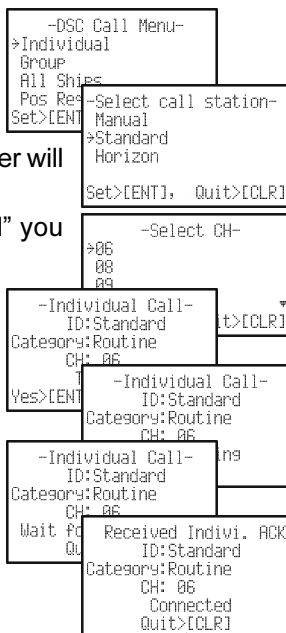 -DSC Call Menu-
→Individual
Group
All Ships
Pos Re
Set>[ENT
-Select call station-
Manual
→Standard
Horizon
Set>[ENT], Quit>[CLR]
er will
” you
-Select CH-
→06
08
09
it>[CLR]
-Individual Call-
ID:Standard
Category:Routine
CH: 06
Yes>[ENT
-Individual Call-
ID:Standard
Category:Routine
CH: 06
ing
-Individual Call-
ID:Standard
Category:Routine
CH: 06
Wait fo
Qu
Received Indivi. ACK
ID:Standard
Category:Routine
CH: 06
Connected
Quit>[CLR]